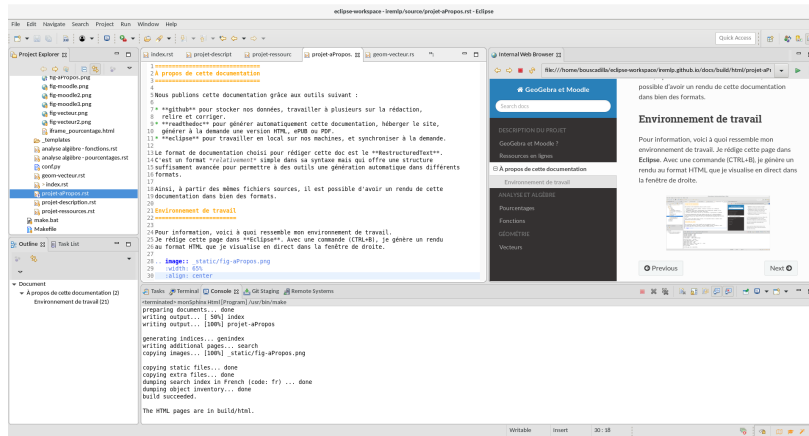 eclipse-workspace - iremlp/source/projet-aPropos.rst - Eclipse
File Edit Navigate Search Project Run Window Help
Quick Access
Project Explorer
fig-aPropos.png
fig-moodle.png
fig-moodle2.png
fig-moodle3.png
fig-vecteur.png
fig-vecteur2.png
iframe_pourcentage.html
_templates
analyse algèbre - fonctions.rst
analyse algèbre - pourcentages.rst
conf.py
geom-vecteur.rst
index.rst
projet-aPropos.rst
projet-description.rst
projet-ressources.rst
make.bat
Makefile
Outline Task List
Document
À propos de cette documentation (2)
Environnement de travail (21)
index.rst projet-descript projet-ressourc projet-aPropos. geom-vecteur.rs
1 ==============================
2 À propos de cette documentation
3 ==============================
4
5 Nous publions cette documentation grâce aux outils suivant :
6
7 * **github** pour stocker nos données, travailler à plusieurs sur la rédaction,
8 relire et corriger.
9 * **readthedoc** pour générer automatiquement cette documentation, héberger le site,
10 générer à la demande une version HTML, ePUB ou PDF.
11 * **eclipse** pour travailler en local sur nos machines, et synchroniser à la demande.
12
13 Le format de documentation choisi pour rédiger cette doc est le **RestructuredText**.
14 C'est un format *relativement* simple dans sa syntaxe mais qui offre une structure
15 suffisamment avancée pour permettre à des outils une génération automatique dans différents
16 formats.
17
18 Ainsi, à partir des mêmes fichiers sources, il est possible d'avoir un rendu de cette
19 documentation dans bien des formats.
20
21 Environnement de travail
22 ========================
23
24 Pour information, voici à quoi ressemble mon environnement de travail.
25 Je rédige cette page dans **Eclipse**. Avec une commande (CTRL+B), je génère un rendu
26 au format HTML que je visualise en direct dans la fenêtre de droite.
27
28 .. image:: _static/fig-aPropos.png
29 :width: 65%
30 :align: center
Internal Web Browser
file:///home/bouscadilla/eclipse-workspace/iremlp.github.io/docs/build/html/projet-aPr
GeoGebra et Moodle
Search docs
DESCRIPTION DU PROJET
GeoGebra et Moodle ?
Ressources en lignes
À propos de cette documentation
Environnement de travail
ANALYSE ET ALGÈBRE
Pourcentages
Fonctions
GÉOMÉTRIE
Vecteurs
possible d'avoir un rendu de cette documentation
dans bien des formats.
Environnement de travail
Pour information, voici à quoi ressemble mon
environnement de travail. Je rédige cette page dans
Eclipse. Avec une commande (CTRL+B), je génère un
rendu au format HTML que je visualise en direct dans
la fenêtre de droite.
Previous Next
Tasks Terminal Console Git Staging Remote Systems
<terminated> monSphinx Html [Program] /usr/bin/make
preparing documents... done
writing output... [ 50%] index
writing output... [100%] projet-aPropos
generating indices... genindex
writing additional pages... search
copying images... [100%] _static/fig-aPropos.png
copying static files... done
copying extra files... done
dumping search index in French (code: fr) ... done
dumping object inventory... done
build succeeded.
The HTML pages are in build/html.
Writable Insert 30 : 18